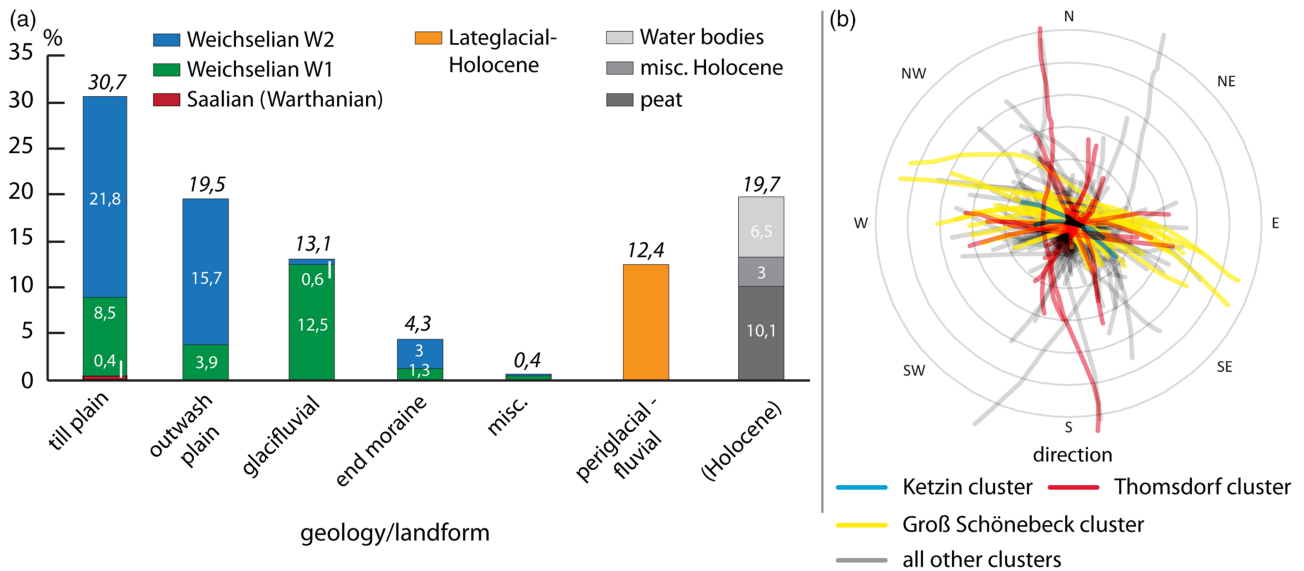 (a)
%
35
30
25
20
15
10
5
0
Weichselian W2
Weichselian W1
Saalian (Warthanian)
Lateglacial-
Holocene
Water bodies
misc. Holocene
peat
30,7
21,8
8,5
0,4
19,5
15,7
3,9
13,1
0,6
12,5
4,3
3
1,3
0,4
12,4
19,7
6,5
3
10,1
till plain
outwash
plain
glacifluvial
end moraine
misc.
periglacial -
fluvial
(Holocene)
geology/landform
(b)
N
NW
NE
W
E
SW
SE
S
direction
Ketzin cluster
Thomsdorf cluster
Groß Schönebeck cluster
all other clusters